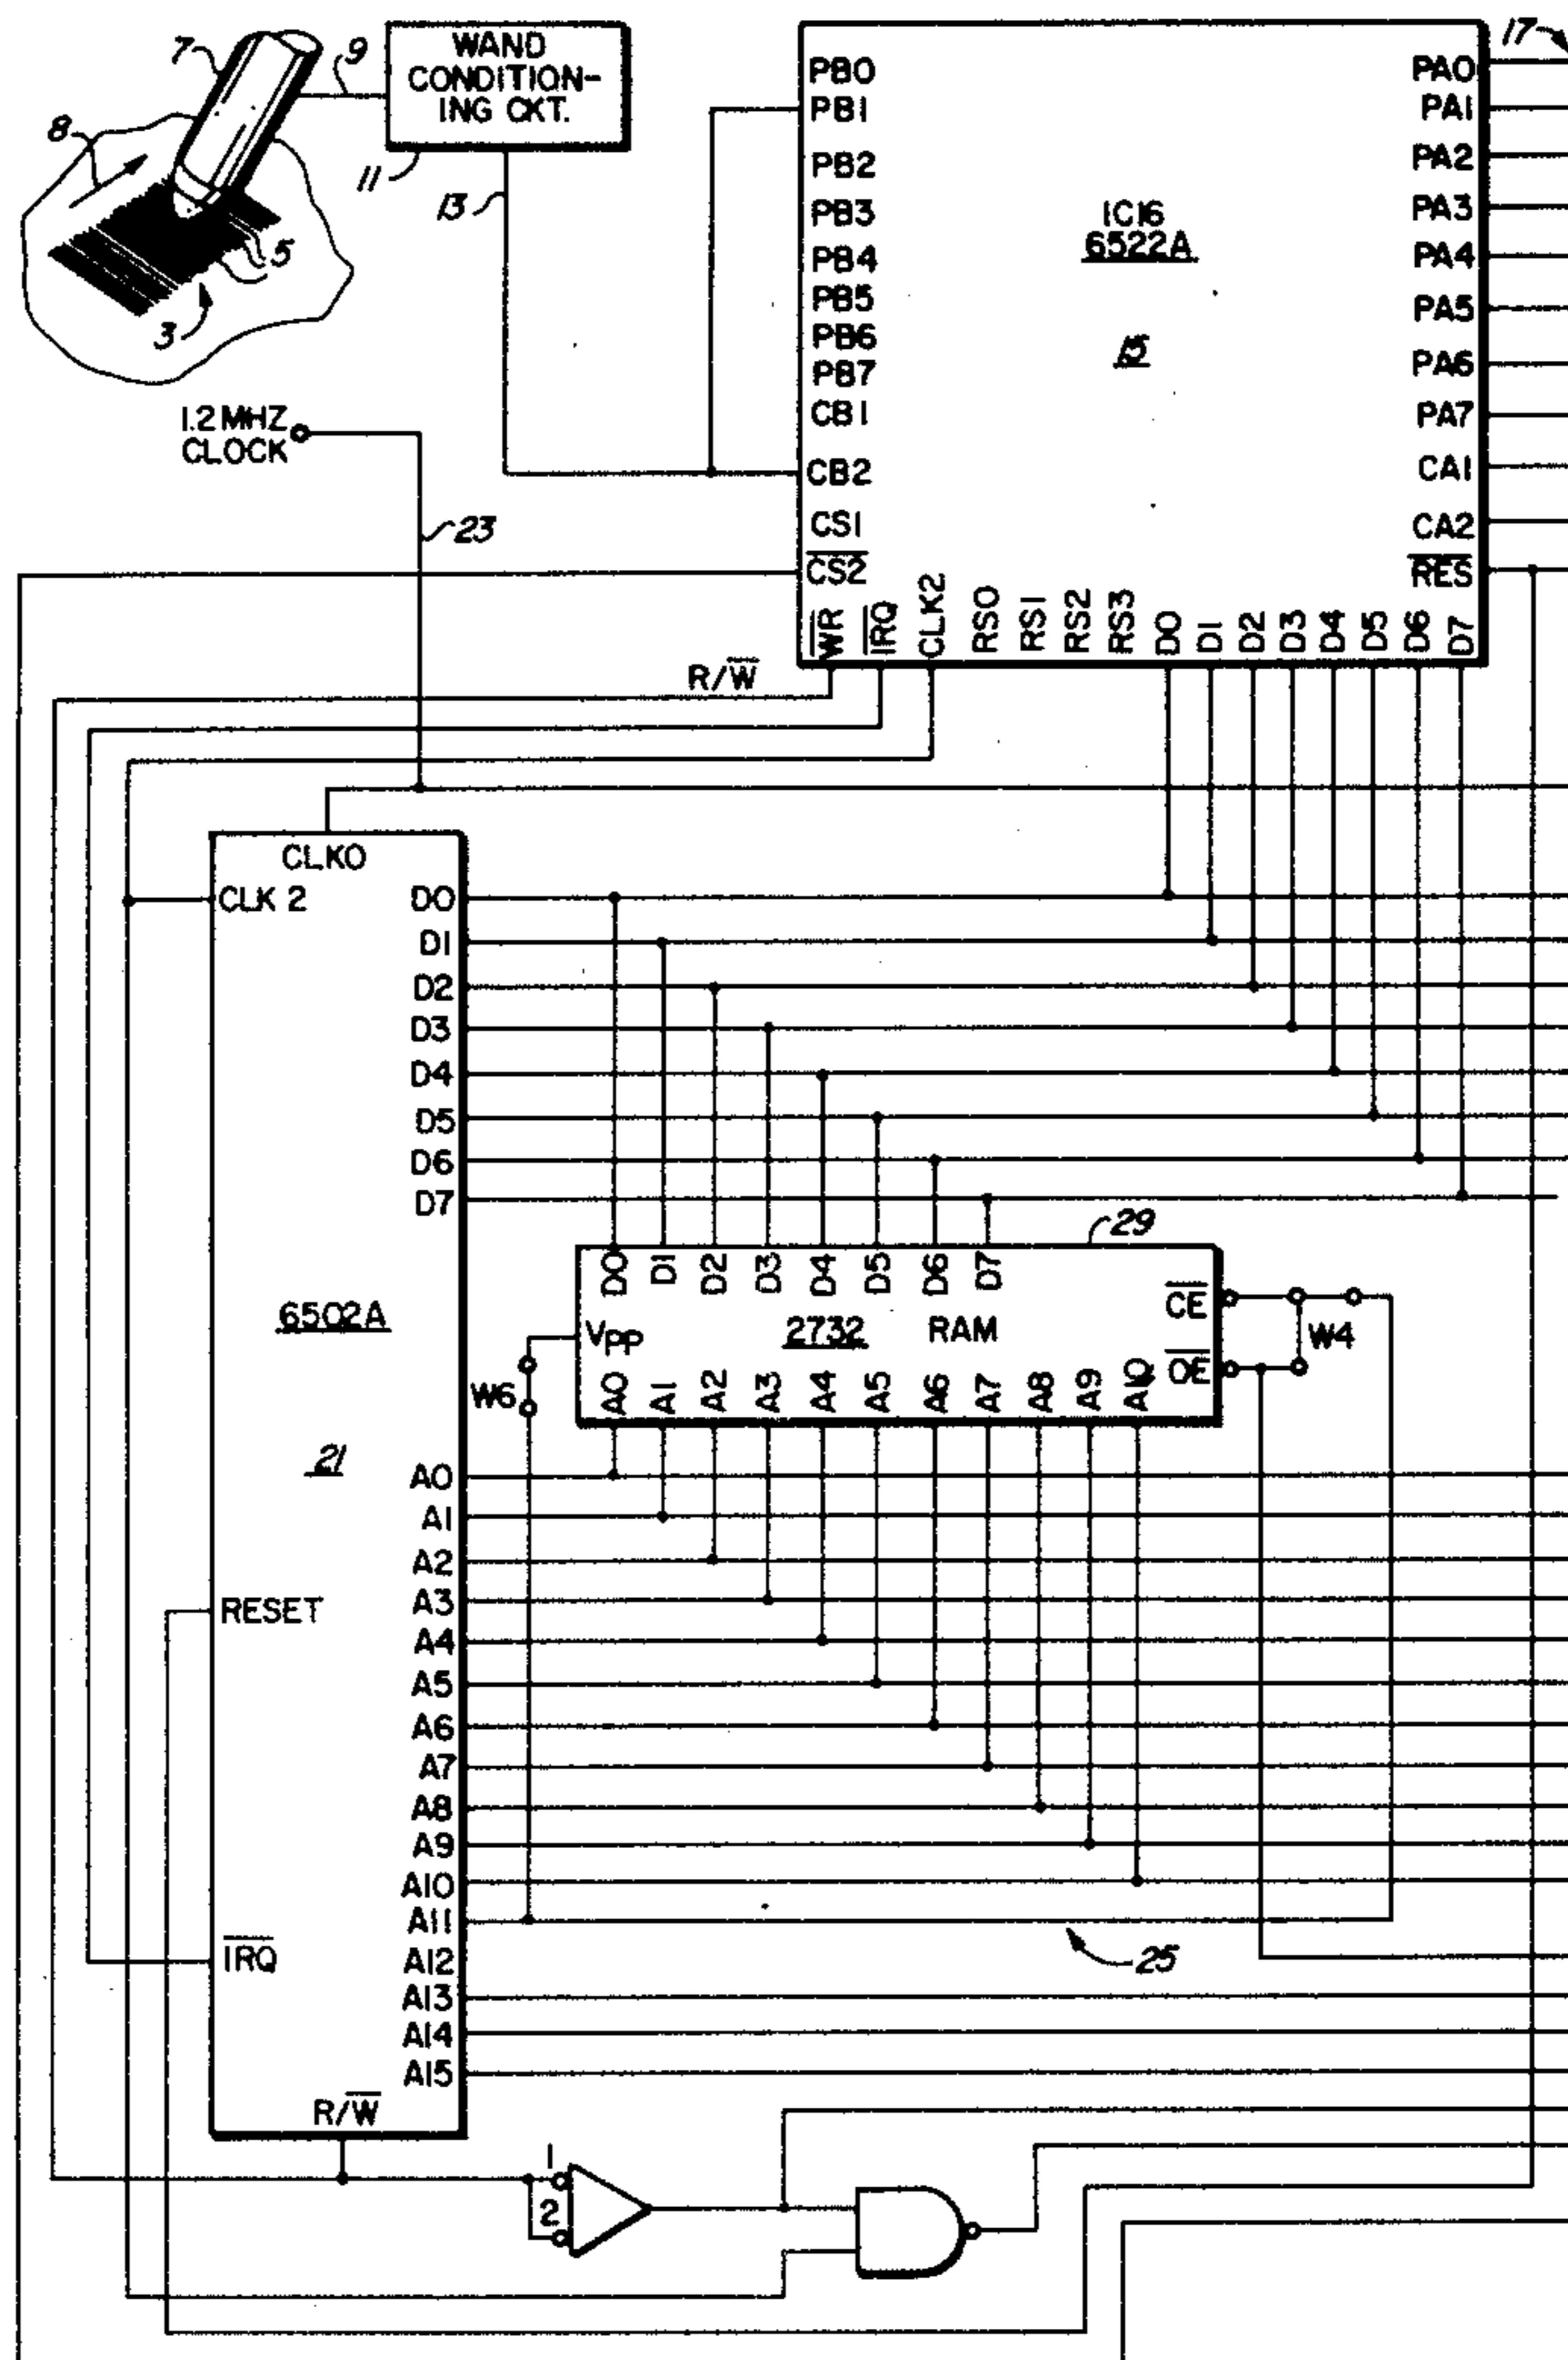 7
9
8
5
3
WAND
CONDITION-
ING CKT.
11
13
1.2 MHZ
CLOCK
23
17
PB0
PB1
PB2
PB3
PB4
PB5
PB6
PB7
CB1
CB2
CS1
CS2
IC16
6522A
15
PA0
PA1
PA2
PA3
PA4
PA5
PA6
PA7
CA1
CA2
RES
WR
IRQ
CLK2
RS0
RS1
RS2
RS3
D0
D1
D2
D3
D4
D5
D6
D7
R/W
CLK0
CLK 2
D0
D1
D2
D3
D4
D5
D6
D7
6502A
21
RESET
IRQ
A0
A1
A2
A3
A4
A5
A6
A7
A8
A9
A10
A11
A12
A13
A14
A15
R/W
29
D0
D1
D2
D3
D4
D5
D6
D7
VPP
2732 RAM
CE
OE
A0
A1
A2
A3
A4
A5
A6
A7
A8
A9
A10
W6
W4
25
1
2